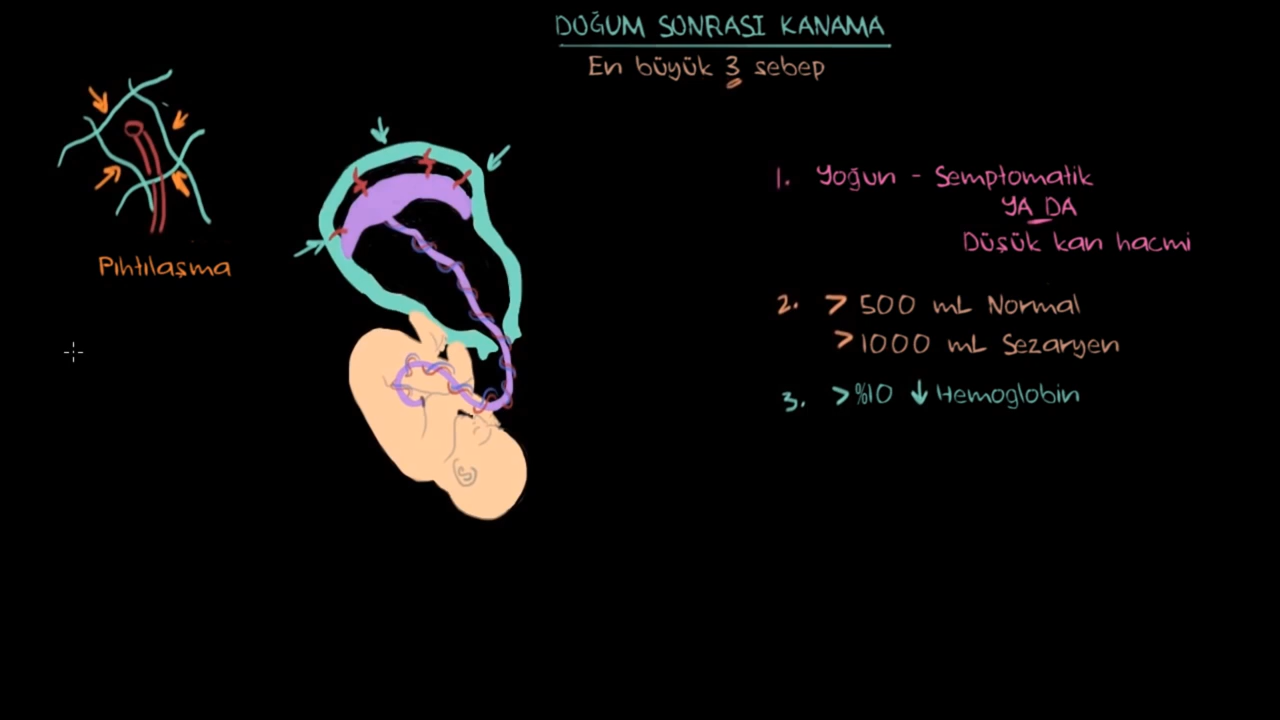 DOĞUM SONRASI KANAMA
En büyük 3 sebep
Pıhtılaşma
1. Yoğun - Semptomatik
YA DA
Düşük kan hacmi
2. > 500 mL Normal
> 1000 mL Sezaryen
3. > %10 ↓ Hemoglobin